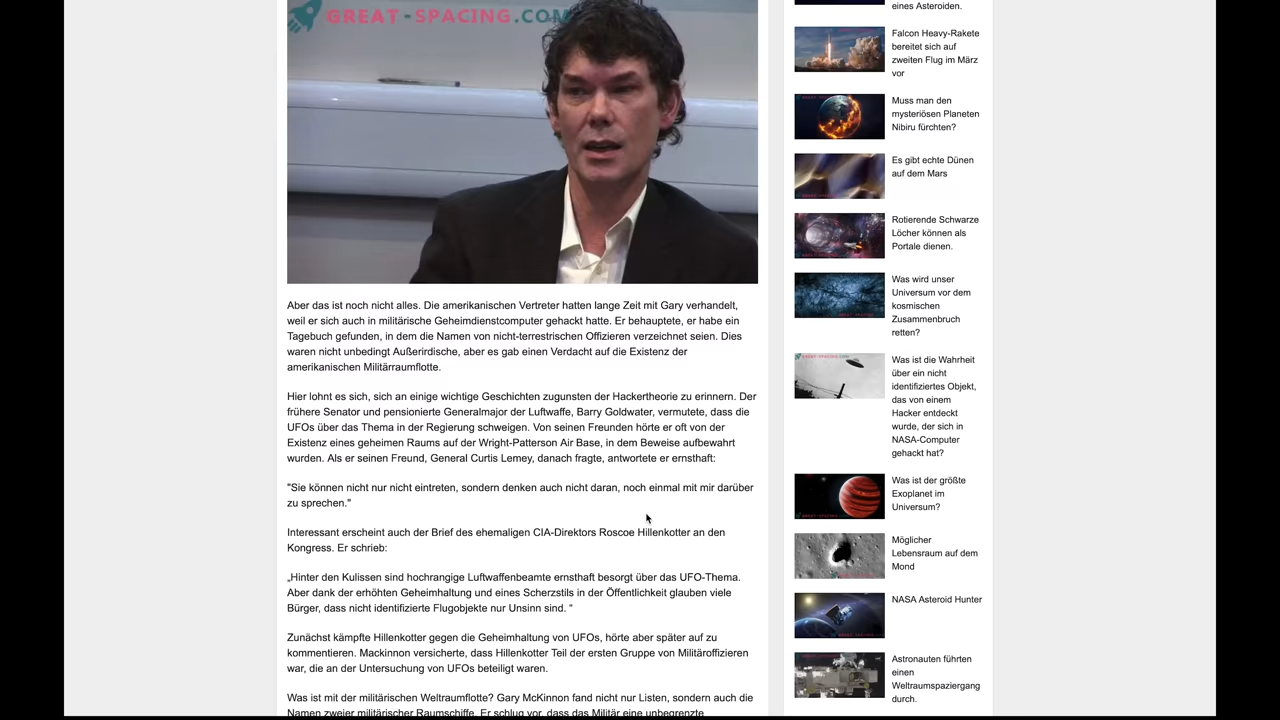 GREAT-SPACING.COM
Aber das ist noch nicht alles. Die amerikanischen Vertreter hatten lange Zeit mit Gary verhandelt,
weil er sich auch in militärische Geheimdienstcomputer gehackt hatte. Er behauptete, er habe ein
Tagebuch gefunden, in dem die Namen von nicht-terrestrischen Offizieren verzeichnet seien. Dies
waren nicht unbedingt Außerirdische, aber es gab einen Verdacht auf die Existenz der
amerikanischen Militärraumflotte.
Hier lohnt es sich, sich an einige wichtige Geschichten zugunsten der Hackertheorie zu erinnern. Der
frühere Senator und pensionierte Generalmajor der Luftwaffe, Barry Goldwater, vermutete, dass die
UFOs über das Thema in der Regierung schweigen. Von seinen Freunden hörte er oft von der
Existenz eines geheimen Raums auf der Wright-Patterson Air Base, in dem Beweise aufbewahrt
wurden. Als er seinen Freund, General Curtis Lemey, danach fragte, antwortete er ernsthaft:
"Sie können nicht nur nicht eintreten, sondern denken auch nicht daran, noch einmal mit mir darüber
zu sprechen."
Interessant erscheint auch der Brief des ehemaligen CIA-Direktors Roscoe Hillenkotter an den
Kongress. Er schrieb:
„Hinter den Kulissen sind hochrangige Luftwaffenbeamte ernsthaft besorgt über das UFO-Thema.
Aber dank der erhöhten Geheimhaltung und eines Scherzstils in der Öffentlichkeit glauben viele
Bürger, dass nicht identifizierte Flugobjekte nur Unsinn sind. "
Zunächst kämpfte Hillenkotter gegen die Geheimhaltung von UFOs, hörte aber später auf zu
kommentieren. Mackinnon versicherte, dass Hillenkotter Teil der ersten Gruppe von Militäroffizieren
war, die an der Untersuchung von UFOs beteiligt waren.
Was ist mit der militärischen Weltraumflotte? Gary McKinnon fand nicht nur Listen, sondern auch die
Namen zweier militärischer Raumschiffe. Er schlug vor, dass das Militär eine unbegrenzte
eines Asteroiden.
Falcon Heavy-Rakete
bereitet sich auf
zweiten Flug im März
vor
Muss man den
mysteriösen Planeten
Nibiru fürchten?
Es gibt echte Dünen
auf dem Mars
Rotierende Schwarze
Löcher können als
Portale dienen.
Was wird unser
Universum vor dem
kosmischen
Zusammenbruch
retten?
Was ist die Wahrheit
über ein nicht
identifiziertes Objekt,
das von einem
Hacker entdeckt
wurde, der sich in
NASA-Computer
gehackt hat?
Was ist der größte
Exoplanet im
Universum?
Möglicher
Lebensraum auf dem
Mond
NASA Asteroid Hunter
Astronauten führten
einen
Weltraumspaziergang
durch.